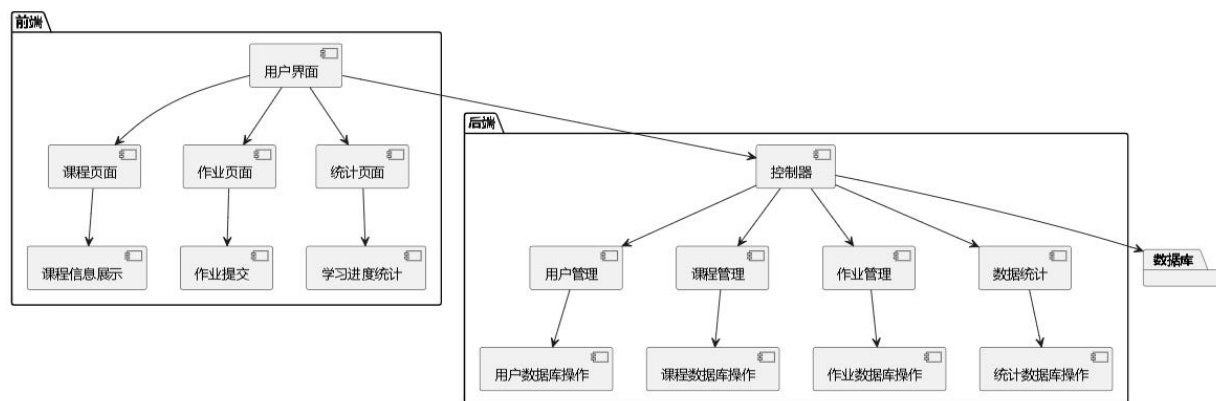 前端
用户界面
课程页面
作业页面
统计页面
课程信息展示
作业提交
学习进度统计
后端
控制器
用户管理
课程管理
作业管理
数据统计
数据库
用户数据库操作
课程数据库操作
作业数据库操作
统计数据库操作